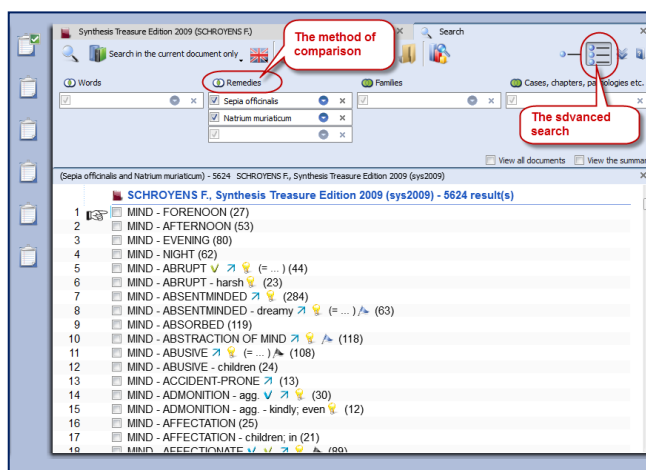 Synthesis Treasure Edition 2009 (SCHROYENS F.)
Search
The method of
comparison
Search in the current document only
Words
Remedies
Families
Cases, chapters, pathologies etc.
Sepia officinalis
Natrium muriaticum
The sdvanced
search
View all documents
View the summar
(Sepia officinalis and Natrium muriaticum) - 5624 SCHROYENS F., Synthesis Treasure Edition 2009 (sys2009)
SCHROYENS F., Synthesis Treasure Edition 2009 (sys2009) - 5624 result(s)
1 MIND - FORENOON (27)
2 MIND - AFTERNOON (53)
3 MIND - EVENING (80)
4 MIND - NIGHT (62)
5 MIND - ABRUPT (= ... ) (44)
6 MIND - ABRUPT - harsh (23)
7 MIND - ABSENTMINDED (284)
8 MIND - ABSENTMINDED - dreamy (= ... ) (63)
9 MIND - ABSORBED (119)
10 MIND - ABSTRACTION OF MIND (118)
11 MIND - ABUSIVE (= ... ) (108)
12 MIND - ABUSIVE - children (24)
13 MIND - ACCIDENT-PRONE (13)
14 MIND - ADMONITION - agg. (30)
15 MIND - ADMONITION - agg. - kindly; even (12)
16 MIND - AFFECTATION (25)
17 MIND - AFFECTATION - children; in (21)
18 MIND - AFFECTIONATE (89)